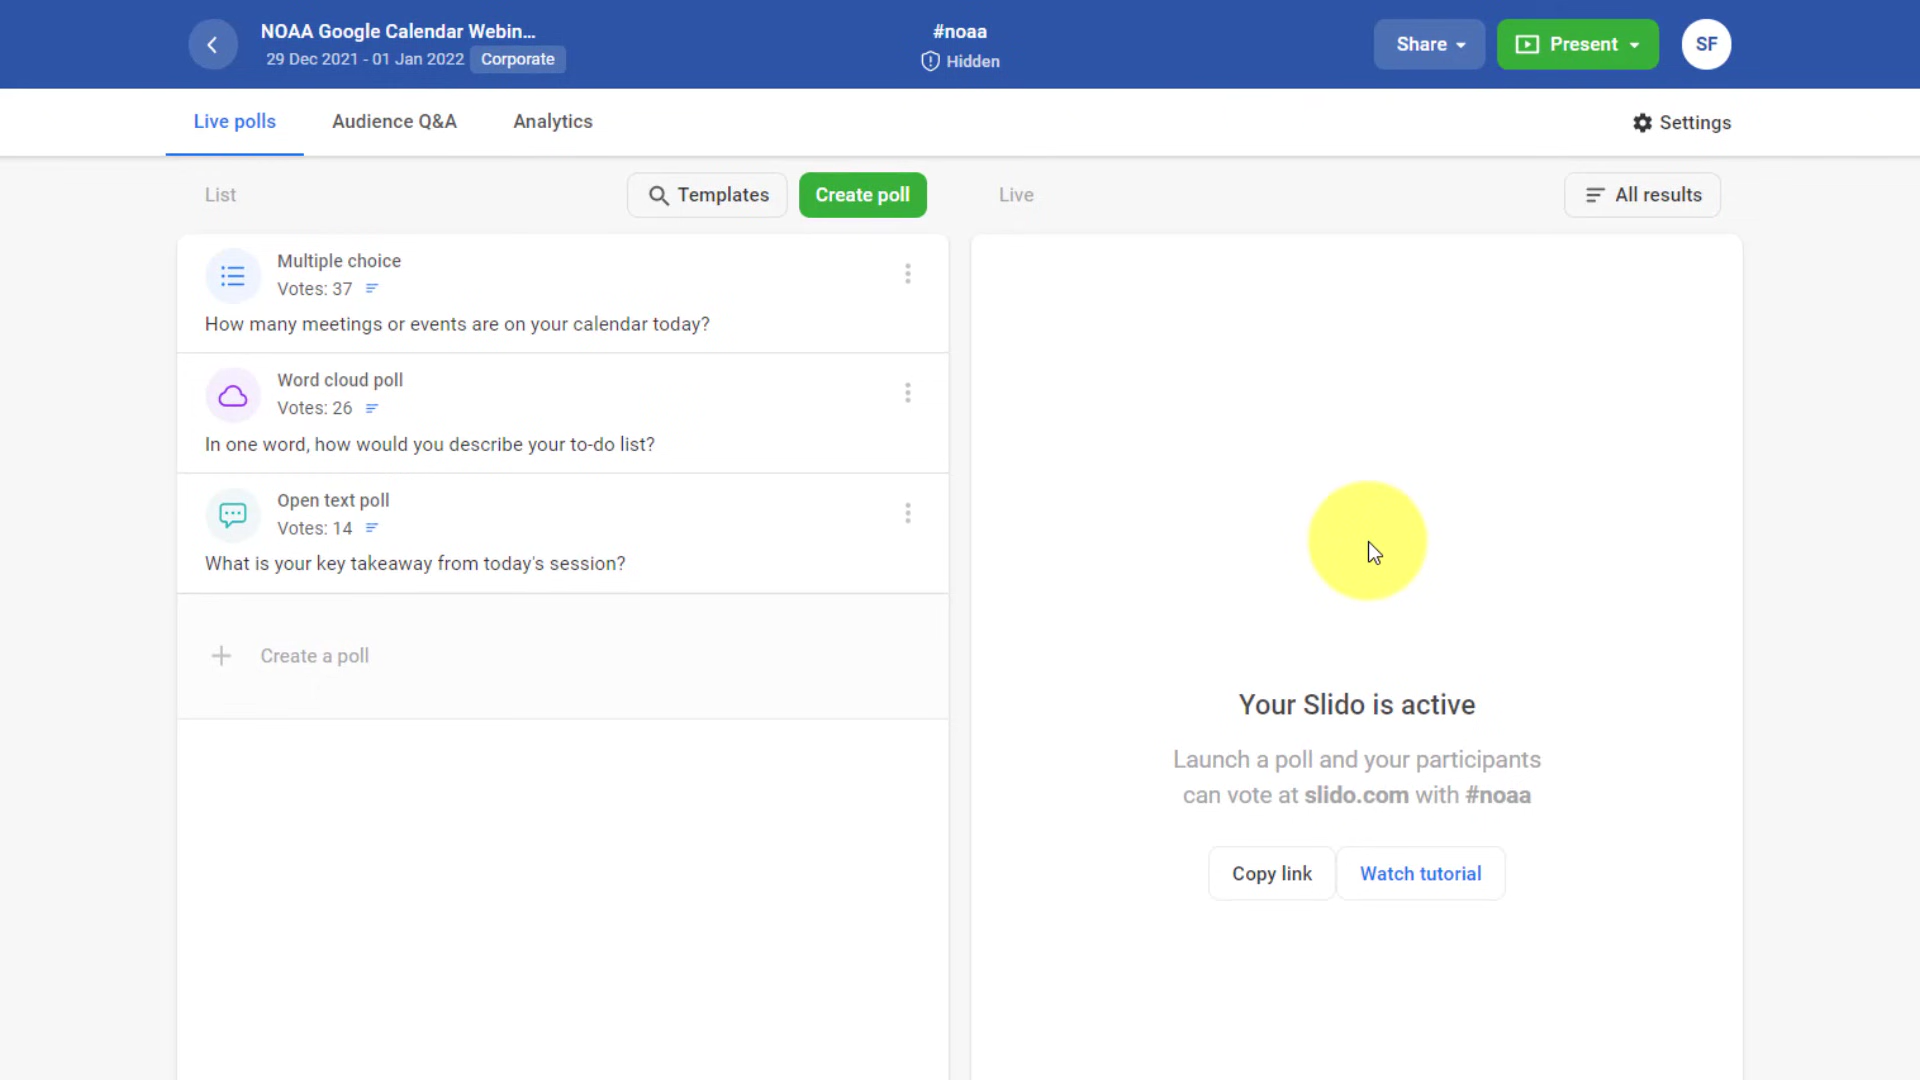 NOAA Google Calendar Webin...
29 Dec 2021 - 01 Jan 2022 Corporate
#noaa
Hidden
Share
Present
SF
Live polls
Audience Q&A
Analytics
Settings
List
Templates
Create poll
Live
All results
Multiple choice
Votes: 37
How many meetings or events are on your calendar today?
Word cloud poll
Votes: 26
In one word, how would you describe your to-do list?
Open text poll
Votes: 14
What is your key takeaway from today's session?
Create a poll
Your Slido is active
Launch a poll and your participants
can vote at slido.com with #noaa
Copy link
Watch tutorial